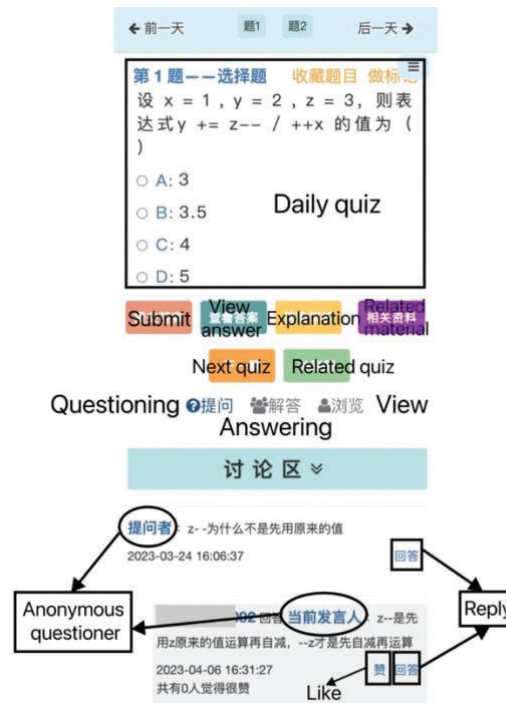 前一天 题1 题2 后一天
第1题——选择题 收藏题目
设 x = 1 , y = 2 , z = 3, 则表
达式y += z-- / ++x 的值为 (
)
A: 3
B: 3.5
C: 4
D: 5
Daily quiz
Submit
View
answer
Explanation
Related
material
相关资料
Next quiz
Related quiz
Questioning 提问 解答 浏览 View
Answering
讨论区
提问者: z- -为什么不是先用原来的值
2023-03-24 16:06:37 回答
Anonymous
questioner
Reply
002 回答 当前发言人: z--是先
用z原来的值运算再自减, --z才是先自减再运算
2023-04-06 16:31:27 赞 回答
共有0人觉得很赞
Like